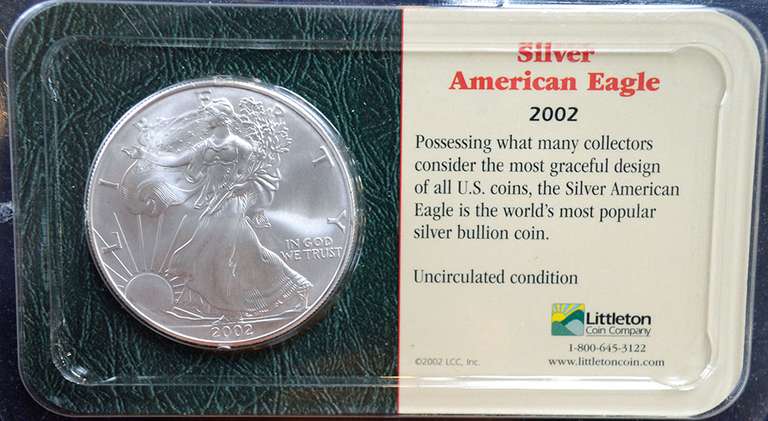 LIBERTY
IN GOD
WE TRUST
2002
Silver
American Eagle
2002
Possessing what many collectors
consider the most graceful design
of all U.S. coins, the Silver American
Eagle is the world's most popular
silver bullion coin.
Uncirculated condition
Littleton
Coin Company
1-800-645-3122
©2002 LCC, Inc.
www.littletoncoin.com